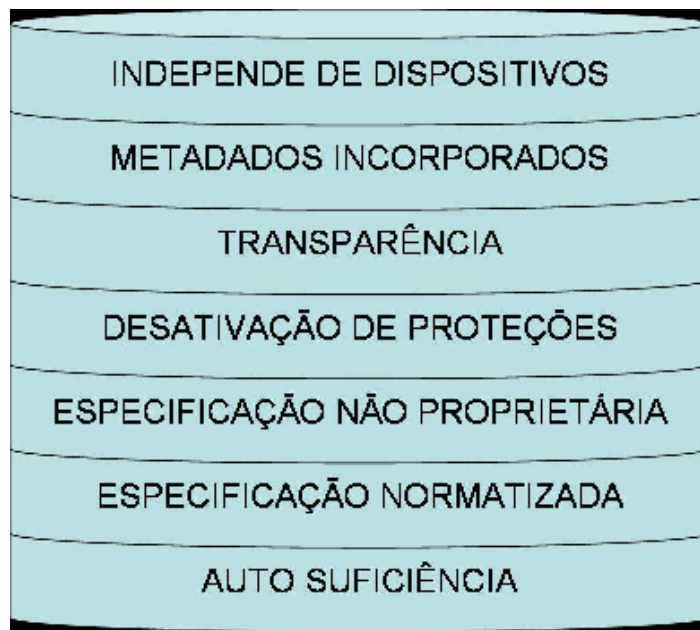 INDEPENDE DE DISPOSITIVOS
METADADOS INCORPORADOS
TRANSPARÊNCIA
DESATIVAÇÃO DE PROTEÇÕES
ESPECIFICAÇÃO NÃO PROPRIETÁRIA
ESPECIFICAÇÃO NORMATIZADA
AUTO SUFICIÊNCIA